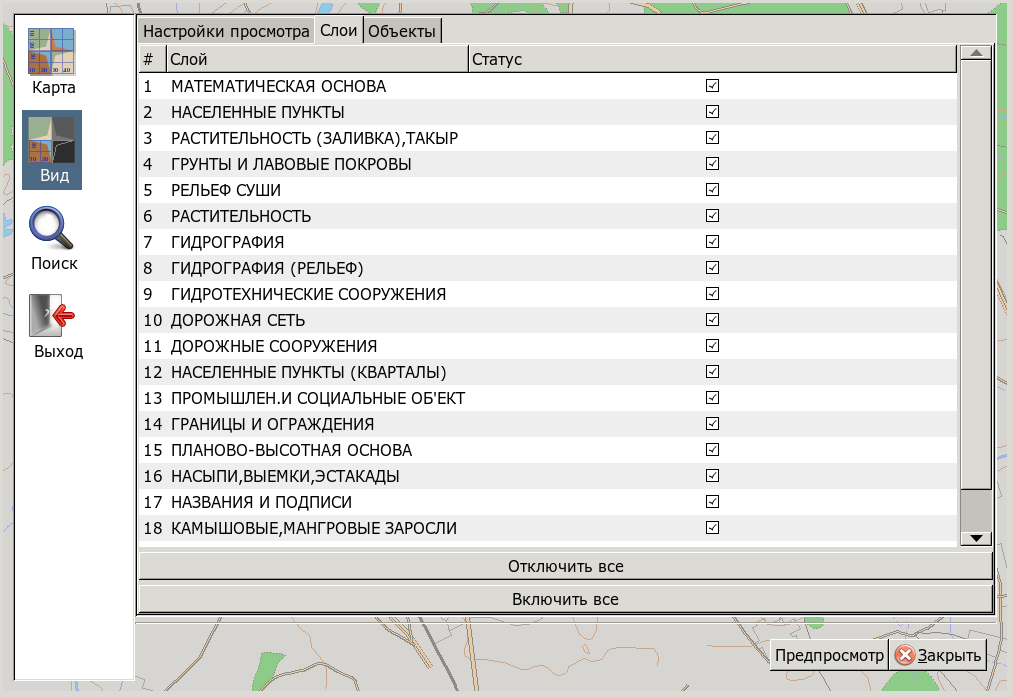 Карта
Вид
Поиск
Выход
Настройки просмотра Слои Объекты
# Слой Статус
1 МАТЕМАТИЧЕСКАЯ ОСНОВА
2 НАСЕЛЕННЫЕ ПУНКТЫ
3 РАСТИТЕЛЬНОСТЬ (ЗАЛИВКА),ТАКЫР
4 ГРУНТЫ И ЛАВОВЫЕ ПОКРОВЫ
5 РЕЛЬЕФ СУШИ
6 РАСТИТЕЛЬНОСТЬ
7 ГИДРОГРАФИЯ
8 ГИДРОГРАФИЯ (РЕЛЬЕФ)
9 ГИДРОТЕХНИЧЕСКИЕ СООРУЖЕНИЯ
10 ДОРОЖНАЯ СЕТЬ
11 ДОРОЖНЫЕ СООРУЖЕНИЯ
12 НАСЕЛЕННЫЕ ПУНКТЫ (КВАРТАЛЫ)
13 ПРОМЫШЛЕН.И СОЦИАЛЬНЫЕ ОБ'ЕКТ
14 ГРАНИЦЫ И ОГРАЖДЕНИЯ
15 ПЛАНОВО-ВЫСОТНАЯ ОСНОВА
16 НАСЫПИ,ВЫЕМКИ,ЭСТАКАДЫ
17 НАЗВАНИЯ И ПОДПИСИ
18 КАМЫШОВЫЕ,МАНГРОВЫЕ ЗАРОСЛИ
Отключить все
Включить все
Предпросмотр Закрыть